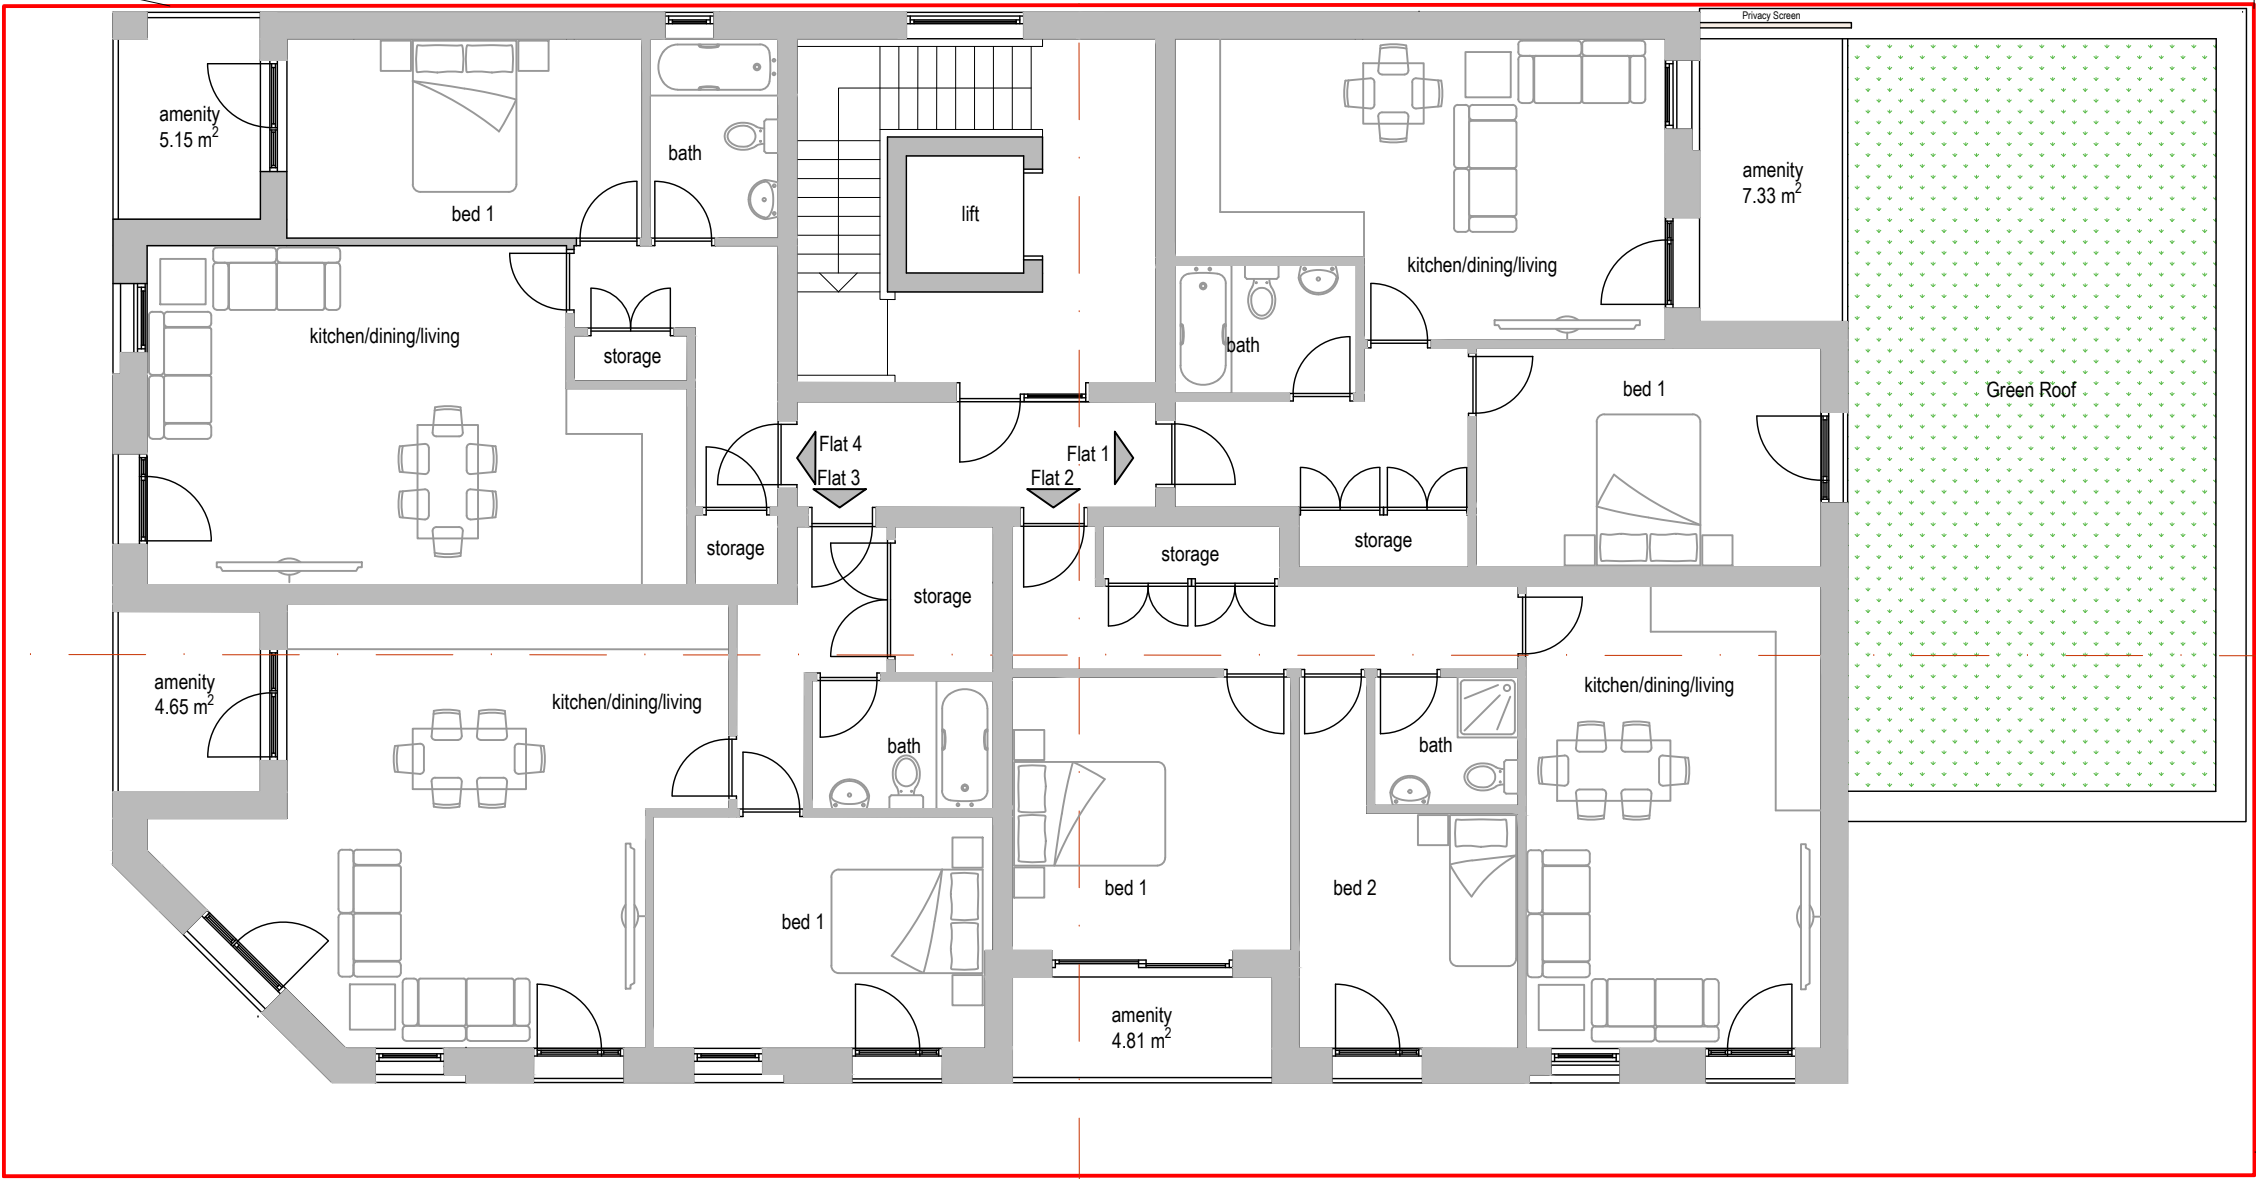 Privacy Screen
amenity
5.15 m²
bed 1
bath
lift
amenity
7.33 m²
kitchen/dining/living
kitchen/dining/living
storage
bath
bed 1
Green Roof
Flat 4
Flat 3
Flat 1
Flat 2
storage
storage
storage
storage
amenity
4.65 m²
kitchen/dining/living
kitchen/dining/living
bath
bath
bed 1
bed 1
bed 2
amenity
4.81 m²